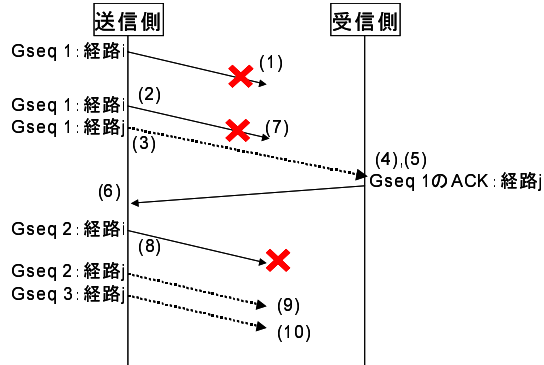 送信側
受信側
Gseq 1:経路i
(1)
Gseq 1:経路i
(2)
(7)
Gseq 1:経路j
(3)
(4),(5)
Gseq 1のACK:経路j
(6)
Gseq 2:経路i
(8)
Gseq 2:経路j
(9)
Gseq 3:経路j
(10)